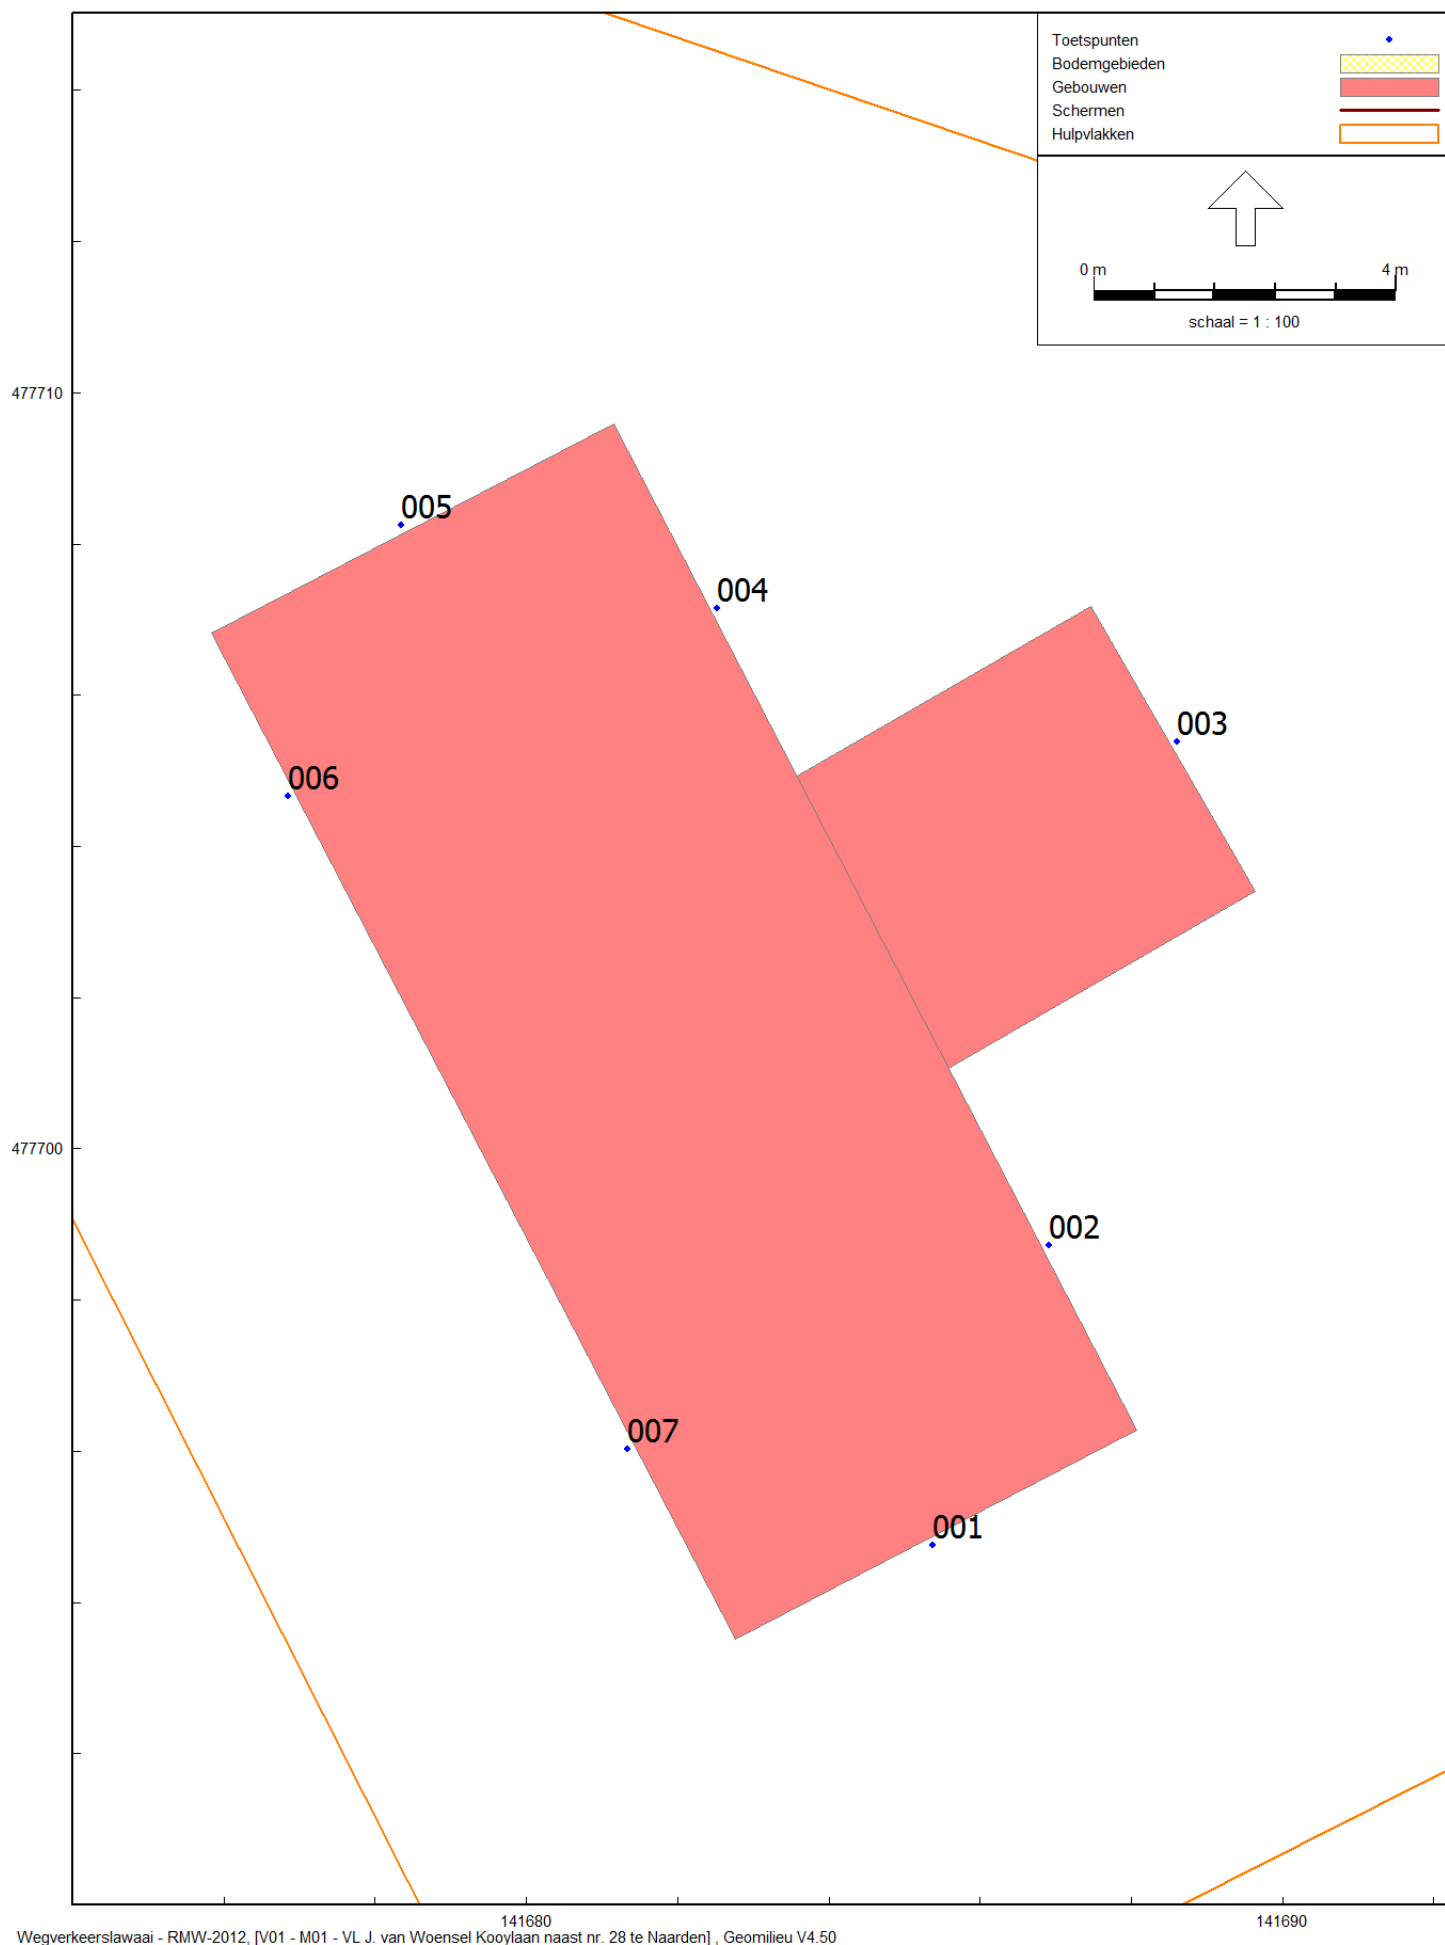 Toetspunten
Bodemgebieden
Gebouwen
Schermen
Hulpvlakken
0 m 4 m
schaal = 1 : 100
477710
005
004
003
006
477700
002
007
001
141680 141690
Wegverkeerslawaai - RMW-2012, [V01 - M01 - VL J. van Woensel Kooylaan naast nr. 28 te Naarden] , Geomilieu V4.50